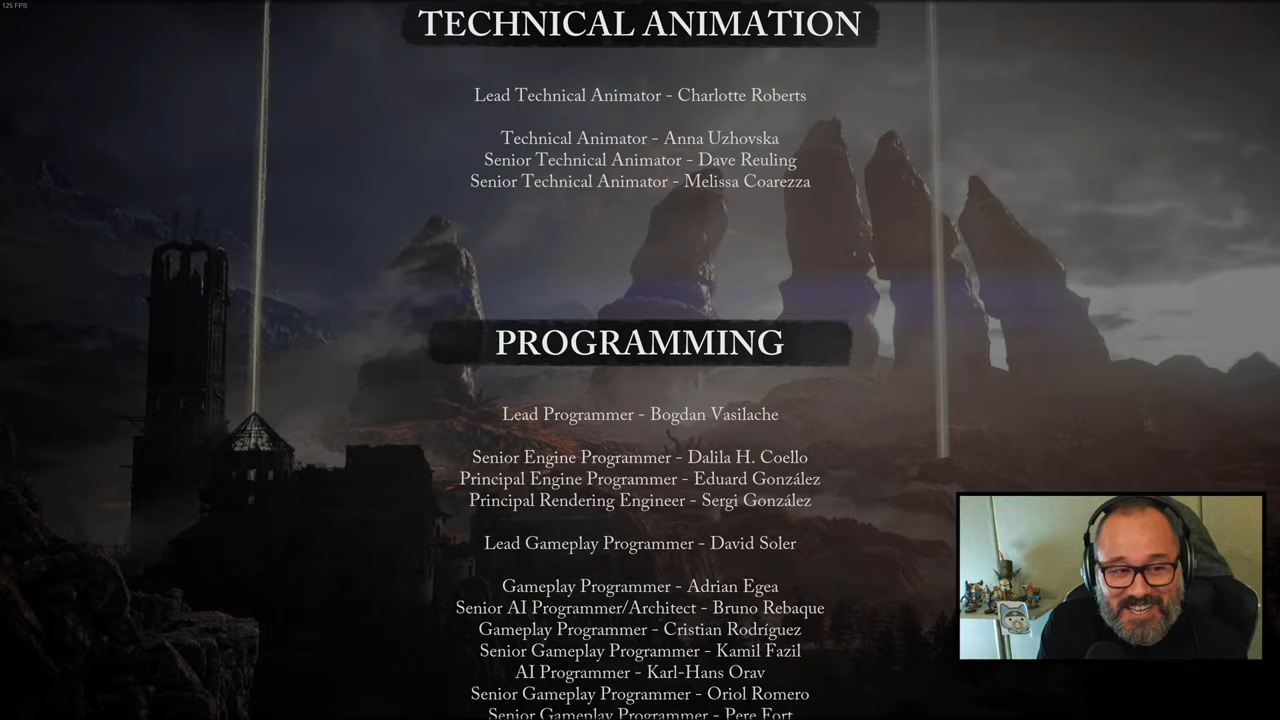 125 FPS
TECHNICAL ANIMATION
Lead Technical Animator - Charlotte Roberts
Technical Animator - Anna Uzhovska
Senior Technical Animator - Dave Reuling
Senior Technical Animator - Melissa Coarezza
PROGRAMMING
Lead Programmer - Bogdan Vasilache
Senior Engine Programmer - Dalila H. Coello
Principal Engine Programmer - Eduard González
Principal Rendering Engineer - Sergi González
Lead Gameplay Programmer - David Soler
Gameplay Programmer - Adrian Egea
Senior AI Programmer/Architect - Bruno Rebaque
Gameplay Programmer - Cristian Rodríguez
Senior Gameplay Programmer - Kamil Fazil
AI Programmer - Karl-Hans Orav
Senior Gameplay Programmer - Oriol Romero
Senior Gameplay Programmer - Pere Fort